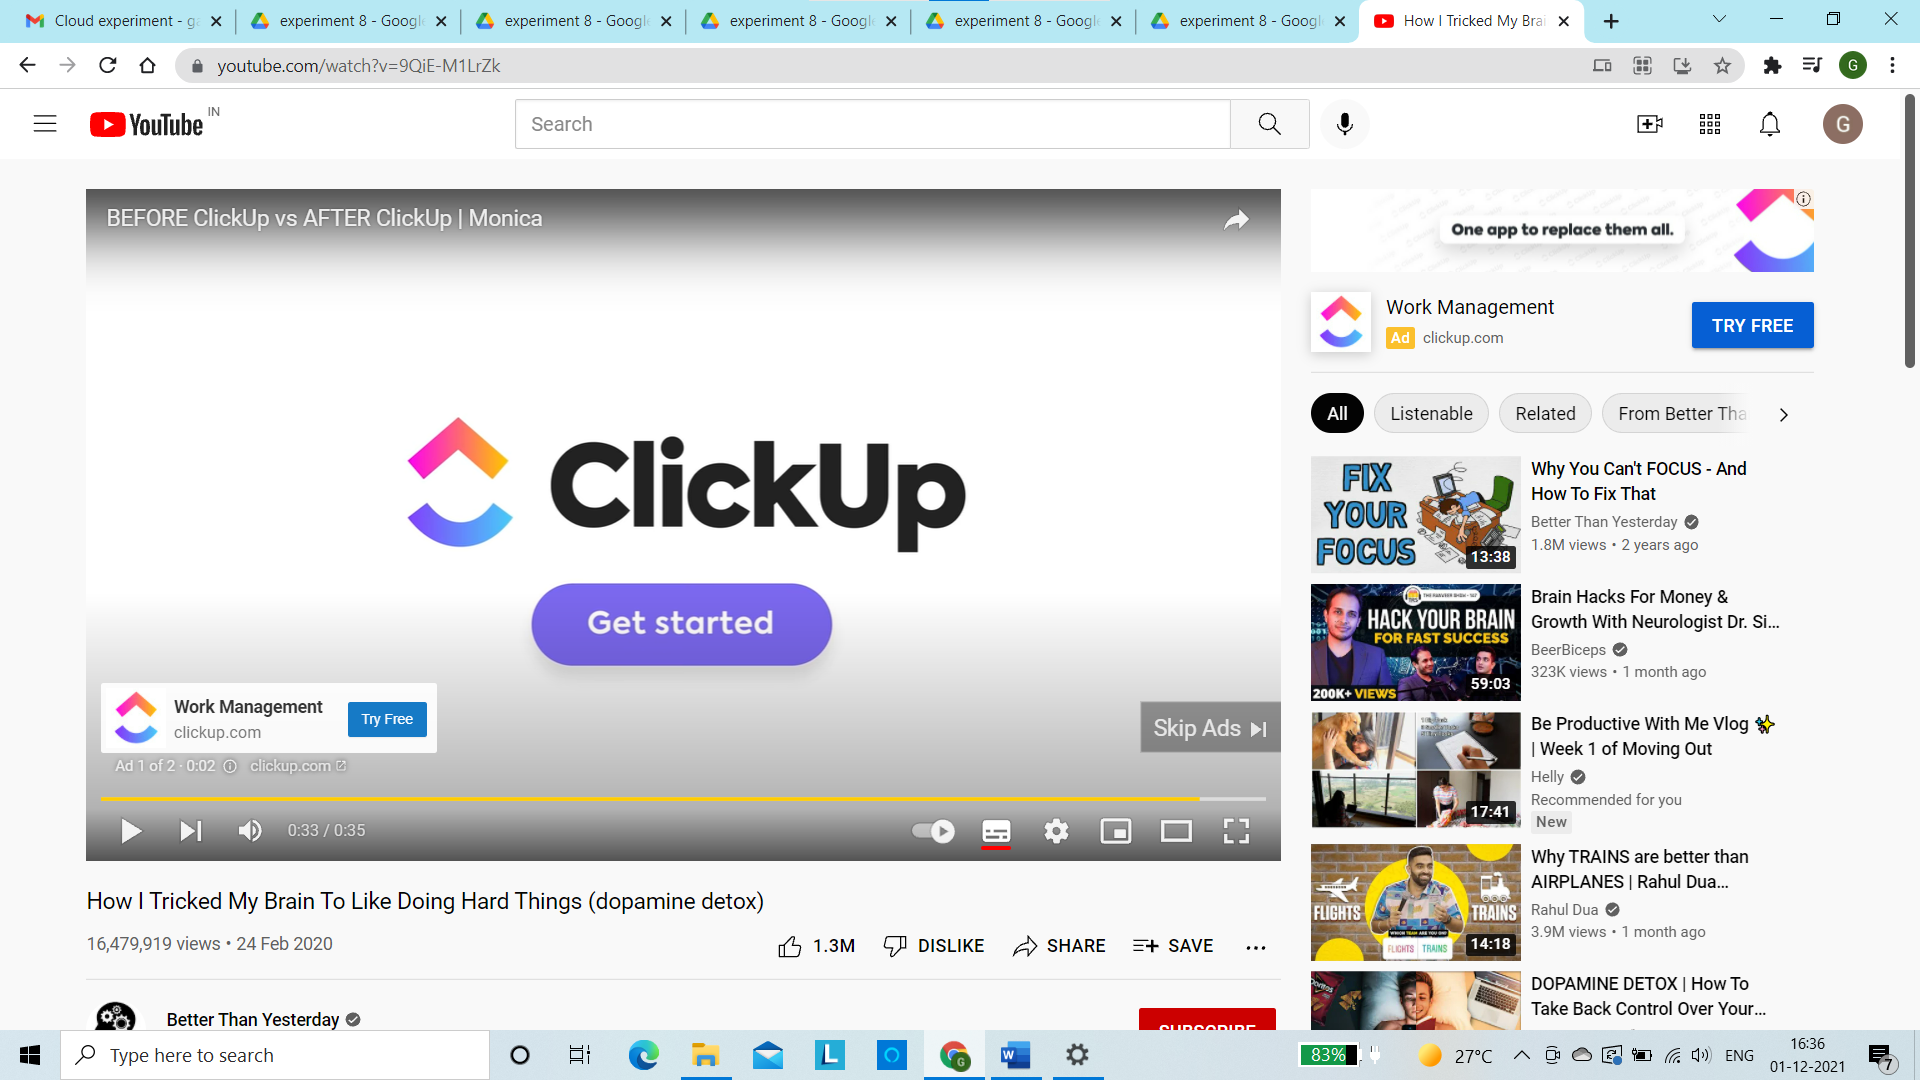 Cloud experiment - ga
experiment 8 - Google
experiment 8 - Google
experiment 8 - Google
experiment 8 - Google
experiment 8 - Google
How I Tricked My Brai
youtube.com/watch?v=9QiE-M1LrZk
G
YouTube IN
Search
G
BEFORE ClickUp vs AFTER ClickUp | Monica
ClickUp
Get started
Work Management
clickup.com
Try Free
Skip Ads
Ad 1 of 2 · 0:02
clickup.com
0:33 / 0:35
How I Tricked My Brain To Like Doing Hard Things (dopamine detox)
16,479,919 views • 24 Feb 2020
1.3M
DISLIKE
SHARE
SAVE
Better Than Yesterday
SUBSCRIBE
One app to replace them all.
Work Management
Ad clickup.com
TRY FREE
All
Listenable
Related
From Better Tha
FIX
YOUR
FOCUS
13:38
Why You Can't FOCUS - And
How To Fix That
Better Than Yesterday
1.8M views • 2 years ago
THE RANVEER SHOW
HACK YOUR BRAIN
FOR FAST SUCCESS
200K+ VIEWS
59:03
Brain Hacks For Money &
Growth With Neurologist Dr. Si...
BeerBiceps
323K views • 1 month ago
17:41
Be Productive With Me Vlog ✨
| Week 1 of Moving Out
Helly
Recommended for you
New
FLIGHTS
TRAINS
WHICH TEAM ARE YOU?
FLIGHTS TRAINS
14:18
Why TRAINS are better than
AIRPLANES | Rahul Dua...
Rahul Dua
3.9M views • 1 month ago
Doritos
DOPAMINE DETOX | How To
Take Back Control Over Your...
Type here to search
L
G
W
83%
27°C
ENG
16:36
01-12-2021
7